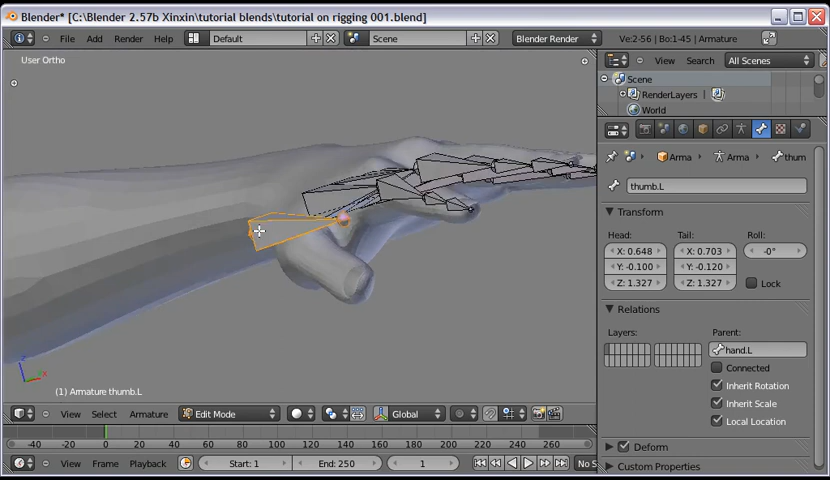 Blender* [C:\Blender 2.57b Xinxin\tutorial blends\tutorial on rigging 001.blend]
File Add Render Help Default Scene Blender Render Ve:2-56 | Bo:1-45 | Armature
User Ortho
View Search All Scenes
Scene
RenderLayers |
World
Arma Arma thum
thumb.L
Transform
Head: Tail: Roll:
X: 0.648 X: 0.703 -0°
Y: -0.100 Y: -0.120
Z: 1.327 Z: 1.327 Lock
Relations
Layers: Parent:
hand.L
Connected
Inherit Rotation
Inherit Scale
Local Location
Deform
Custom Properties
(1) Armature thumb.L
View Select Armature Edit Mode Global
-40 -20 0 20 40 60 80 100 120 140 160 180 200 220 240 260
View Frame Playback Start: 1 End: 250 1 No S